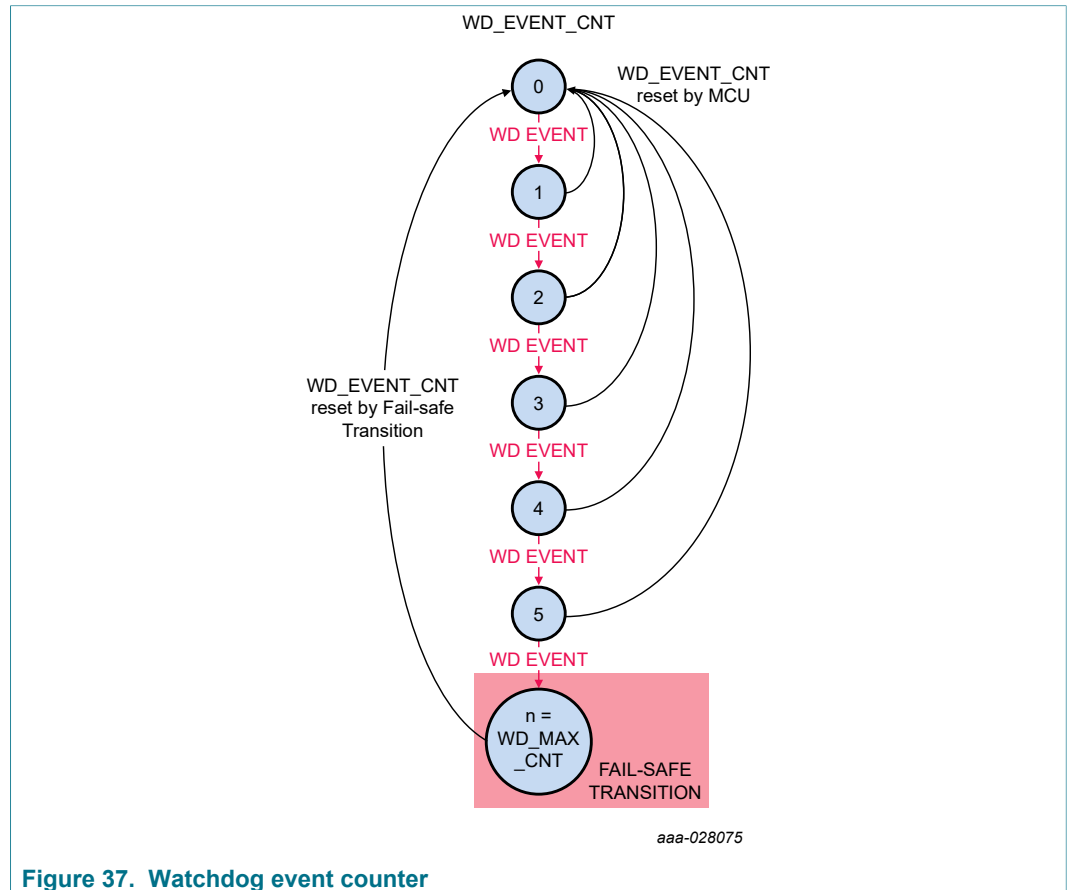 WD_EVENT_CNT
0
WD_EVENT_CNT
reset by MCU
WD EVENT
1
WD EVENT
2
WD EVENT
3
WD_EVENT_CNT
reset by Fail-safe
Transition
WD EVENT
4
WD EVENT
5
WD EVENT
n =
WD_MAX
_CNT
FAIL-SAFE
TRANSITION
aaa-028075
Figure 37. Watchdog event counter